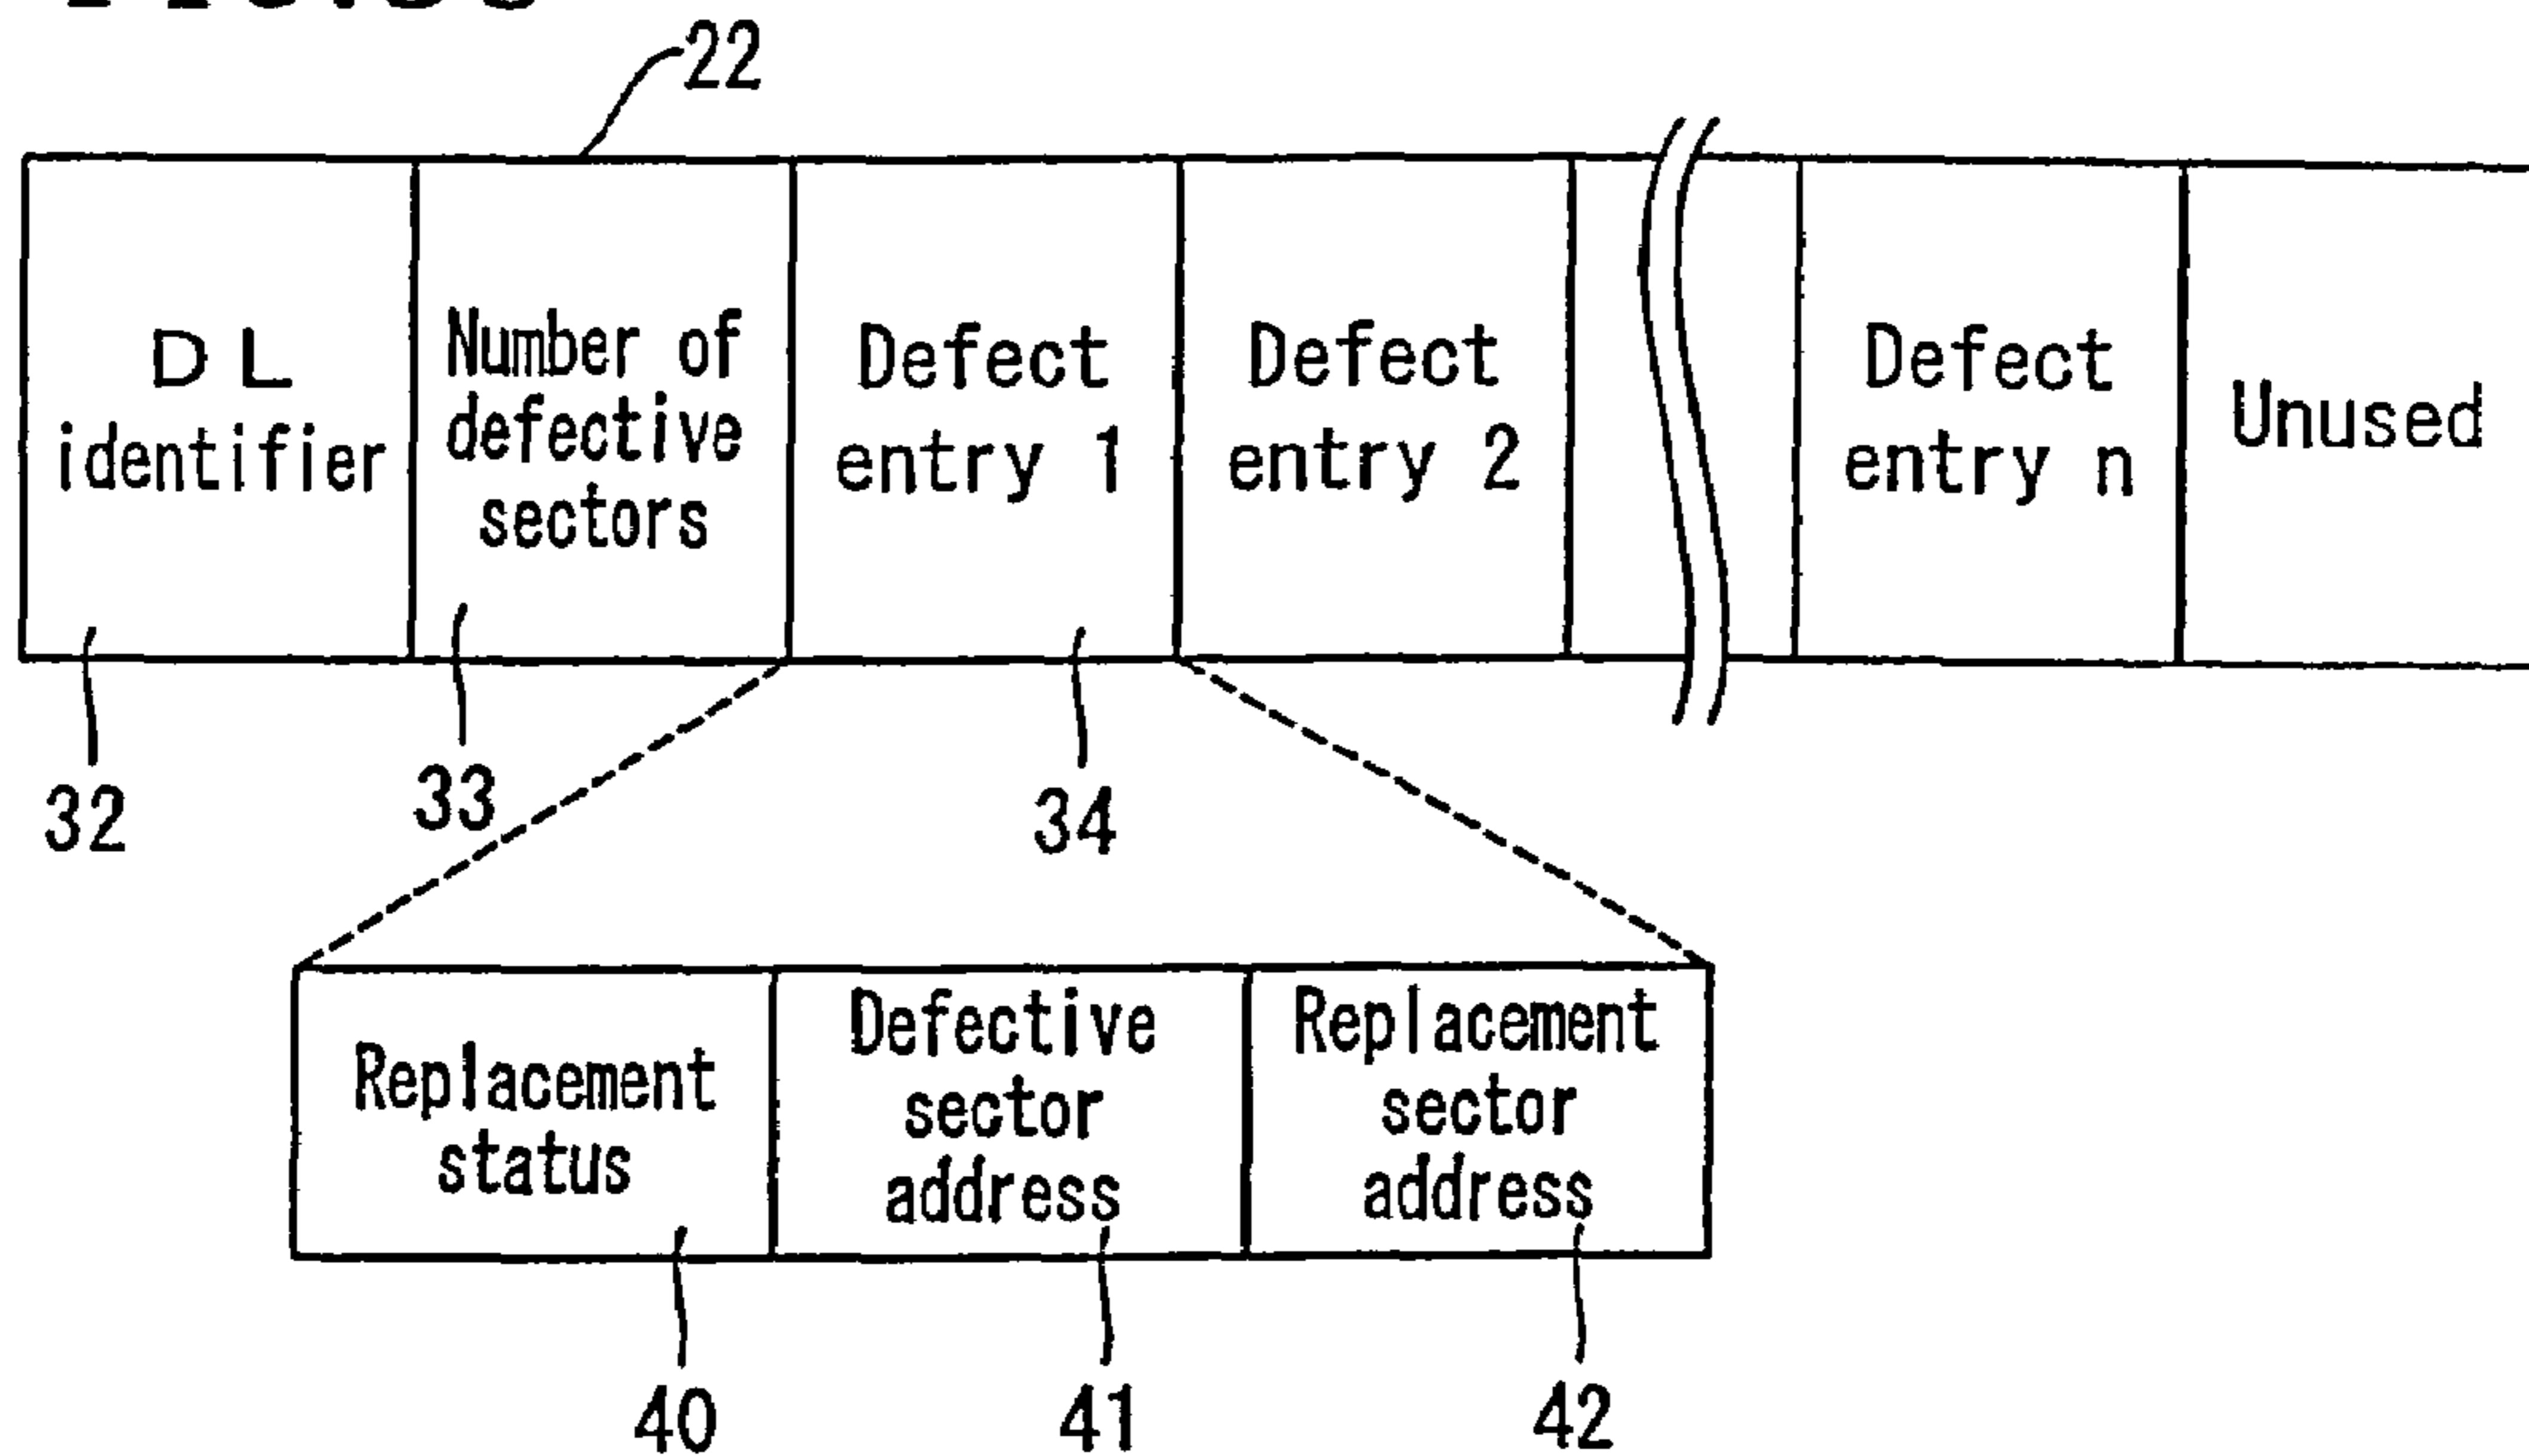 22
DL
identifier
Number of
defective
sectors
Defect
entry 1
Defect
entry 2
Defect
entry n
Unused
32
33
34
Replacement
status
Defective
sector
address
Replacement
sector
address
40
41
42